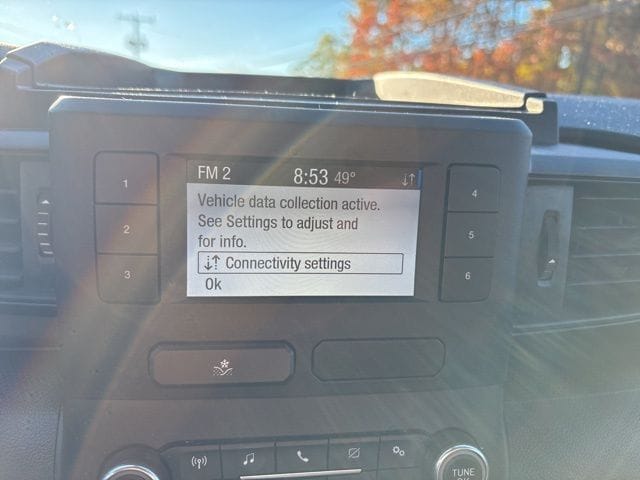 FM 2 8:53 49°
1
Vehicle data collection active.
4
See Settings to adjust and
2
for info.
5
Connectivity settings
3
Ok
6
TUNE
OK